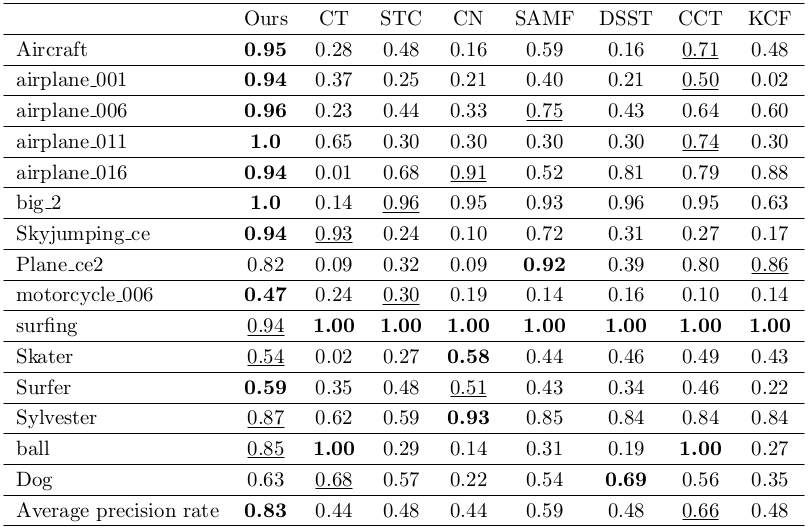 Ours CT STC CN SAMF DSST CCT KCF
Aircraft 0.95 0.28 0.48 0.16 0.59 0.16 0.71 0.48
airplane_001 0.94 0.37 0.25 0.21 0.40 0.21 0.50 0.02
airplane_006 0.96 0.23 0.44 0.33 0.75 0.43 0.64 0.60
airplane_011 1.0 0.65 0.30 0.30 0.30 0.30 0.74 0.30
airplane_016 0.94 0.01 0.68 0.91 0.52 0.81 0.79 0.88
big_2 1.0 0.14 0.96 0.95 0.93 0.96 0.95 0.63
Skyjumping_ce 0.94 0.93 0.24 0.10 0.72 0.31 0.27 0.17
Plane_ce2 0.82 0.09 0.32 0.09 0.92 0.39 0.80 0.86
motorcycle_006 0.47 0.24 0.30 0.19 0.14 0.16 0.10 0.14
surfing 0.94 1.00 1.00 1.00 1.00 1.00 1.00 1.00
Skater 0.54 0.02 0.27 0.58 0.44 0.46 0.49 0.43
Surfer 0.59 0.35 0.48 0.51 0.43 0.34 0.46 0.22
Sylvester 0.87 0.62 0.59 0.93 0.85 0.84 0.84 0.84
ball 0.85 1.00 0.29 0.14 0.31 0.19 1.00 0.27
Dog 0.63 0.68 0.57 0.22 0.54 0.69 0.56 0.35
Average precision rate 0.83 0.44 0.48 0.44 0.59 0.48 0.66 0.48